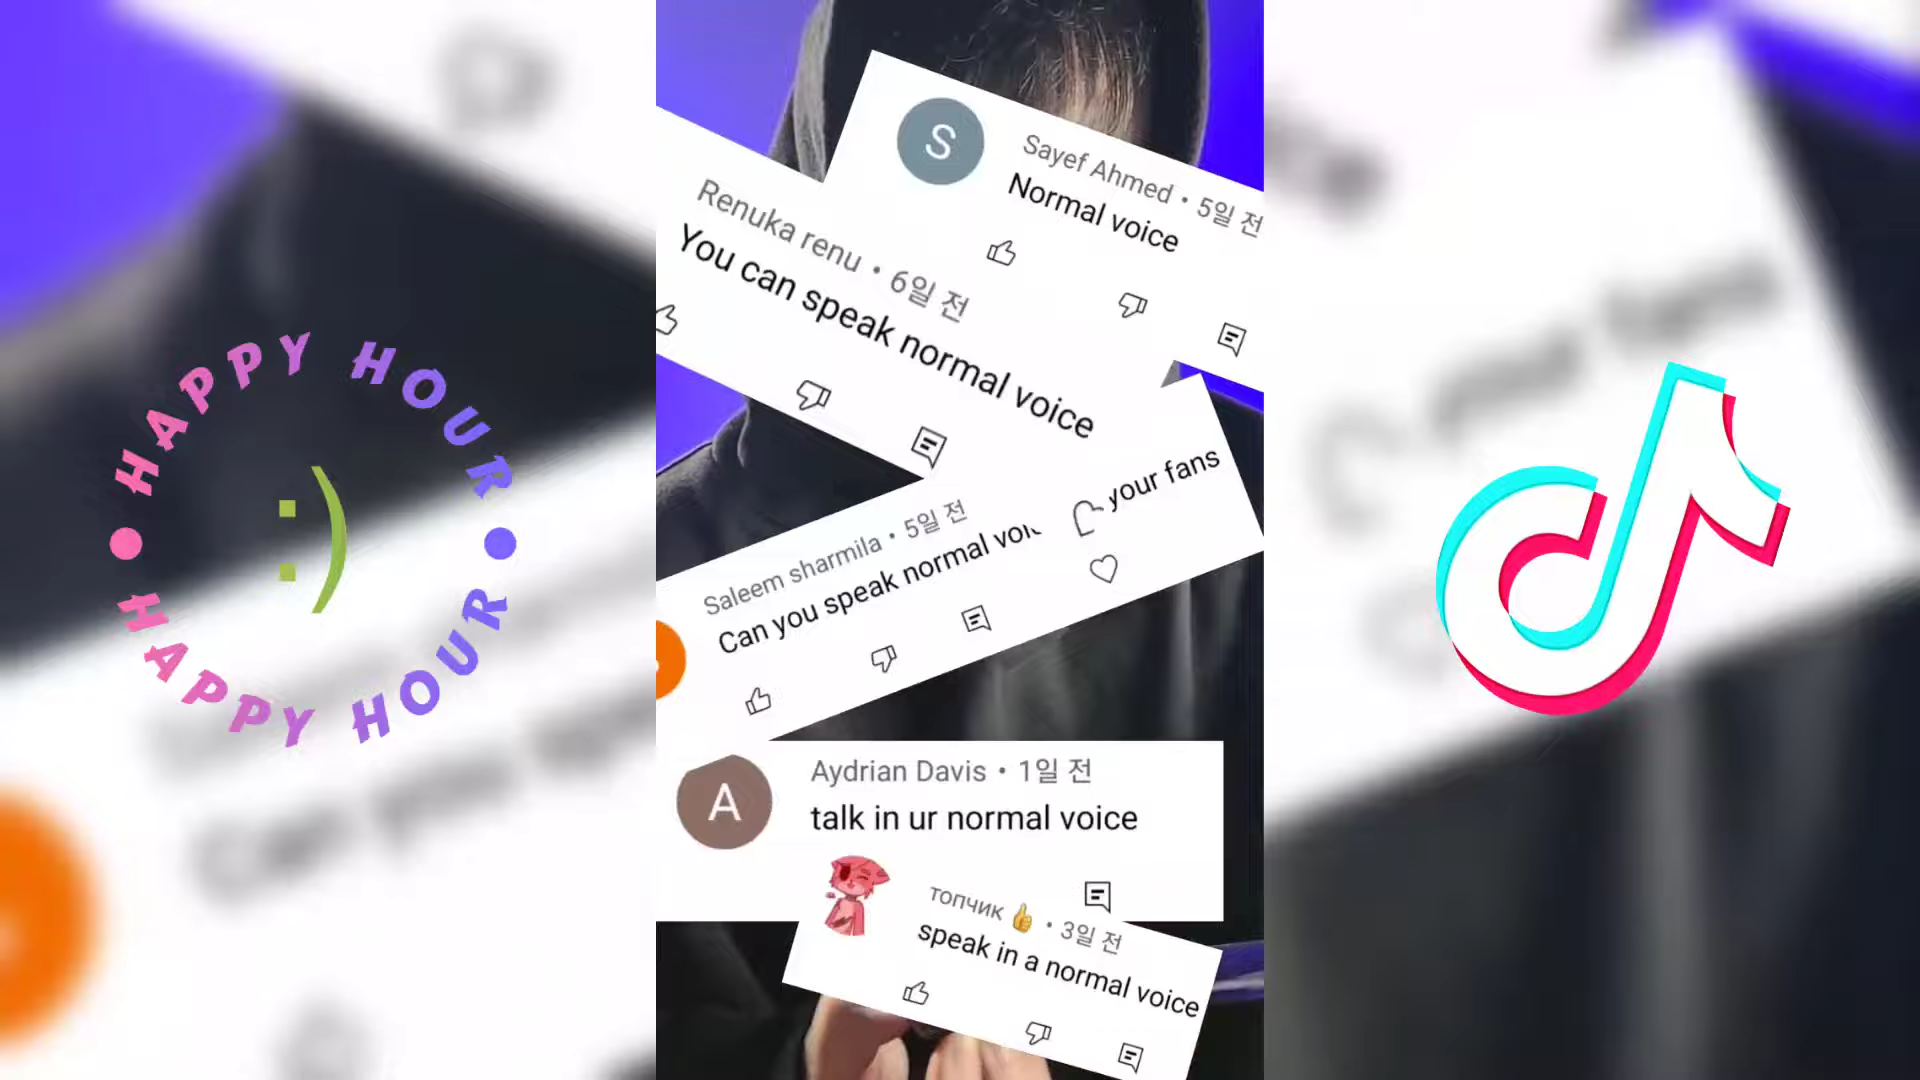 HAPPY HOUR
:)
HAPPY HOUR
S
Sayef Ahmed • 5일 전
Normal voice
Renuka renu • 6일 전
You can speak normal voice
your fans
Saleem sharmila • 5일 전
Can you speak normal
A
Aydrian Davis • 1일 전
talk in ur normal voice
топчик 👍 • 3일 전
speak in a normal voice